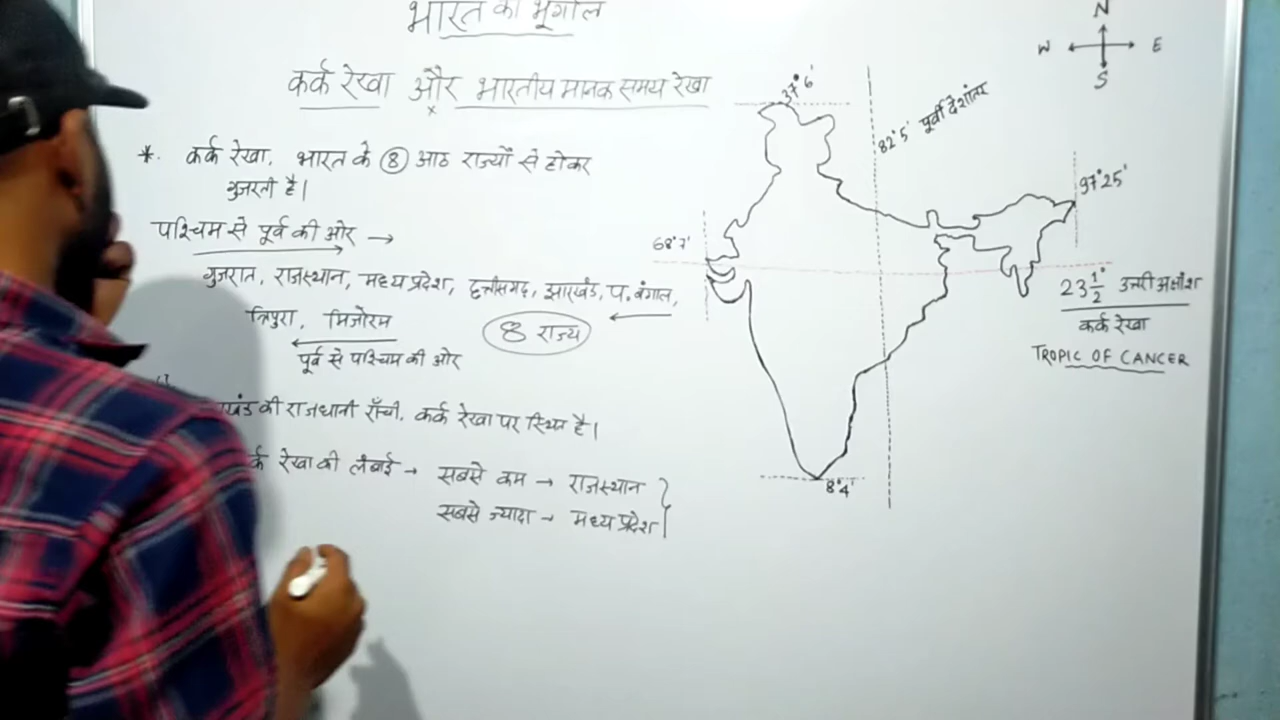 भारत का भूगोल
कर्क रेखा और भारतीय मानक समय रेखा
x
*. कर्क रेखा, भारत के ⑧ आठ राज्यों से होकर
गुजरती है।
पश्चिम से पूर्व की ओर →
गुजरात, राजस्थान, मध्य प्रदेश, छत्तीसगढ़, झारखंड, प. बंगाल,
त्रिपुरा, मिजोरम
8 राज्य
पूर्व से पश्चिम की ओर
खंड की राजधानी राँची, कर्क रेखा पर स्थित है।
र्क रेखा की लंबाई → सबसे कम → राजस्थान
सबसे ज्यादा → मध्य प्रदेश
N
W E
S
37°6'
82°5' पूर्वी देशांतर
97°25'
68°7'
23 1/2° उत्तरी अक्षांश
कर्क रेखा
TROPIC OF CANCER
8°4'